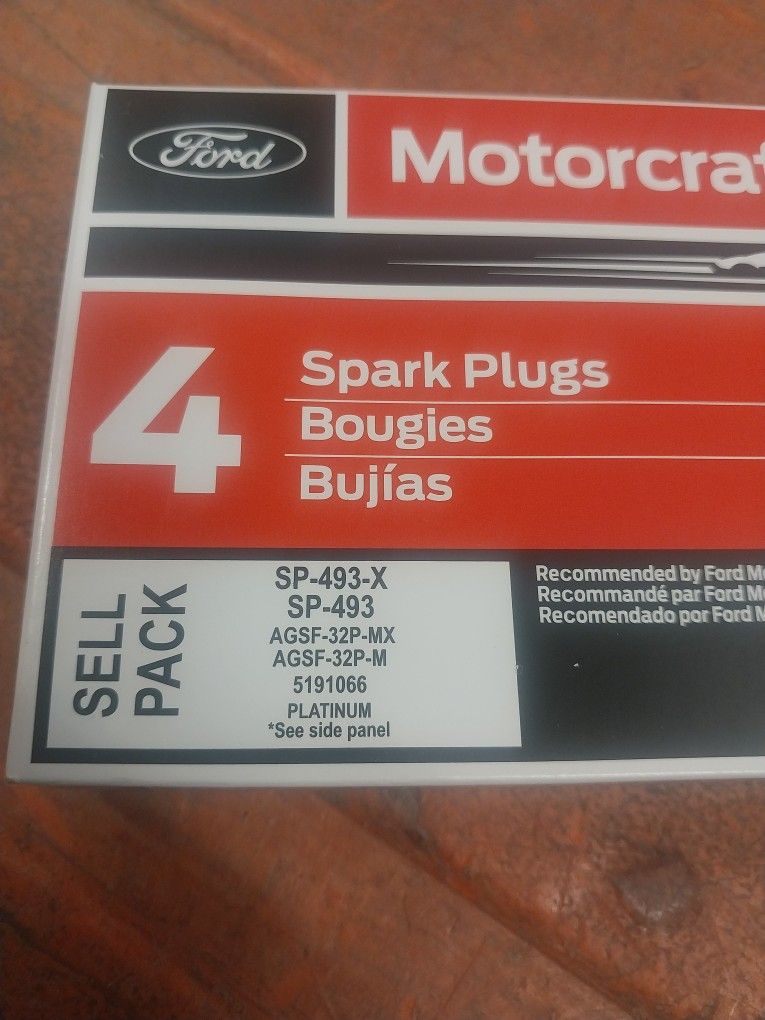 Ford
Motorcraf
4
Spark Plugs
Bougies
Bujías
SELL
PACK
SP-493-X
SP-493
AGSF-32P-MX
AGSF-32P-M
5191066
PLATINUM
*See side panel
Recommended by Ford M
Recommandé par Ford M
Recomendado por Ford M